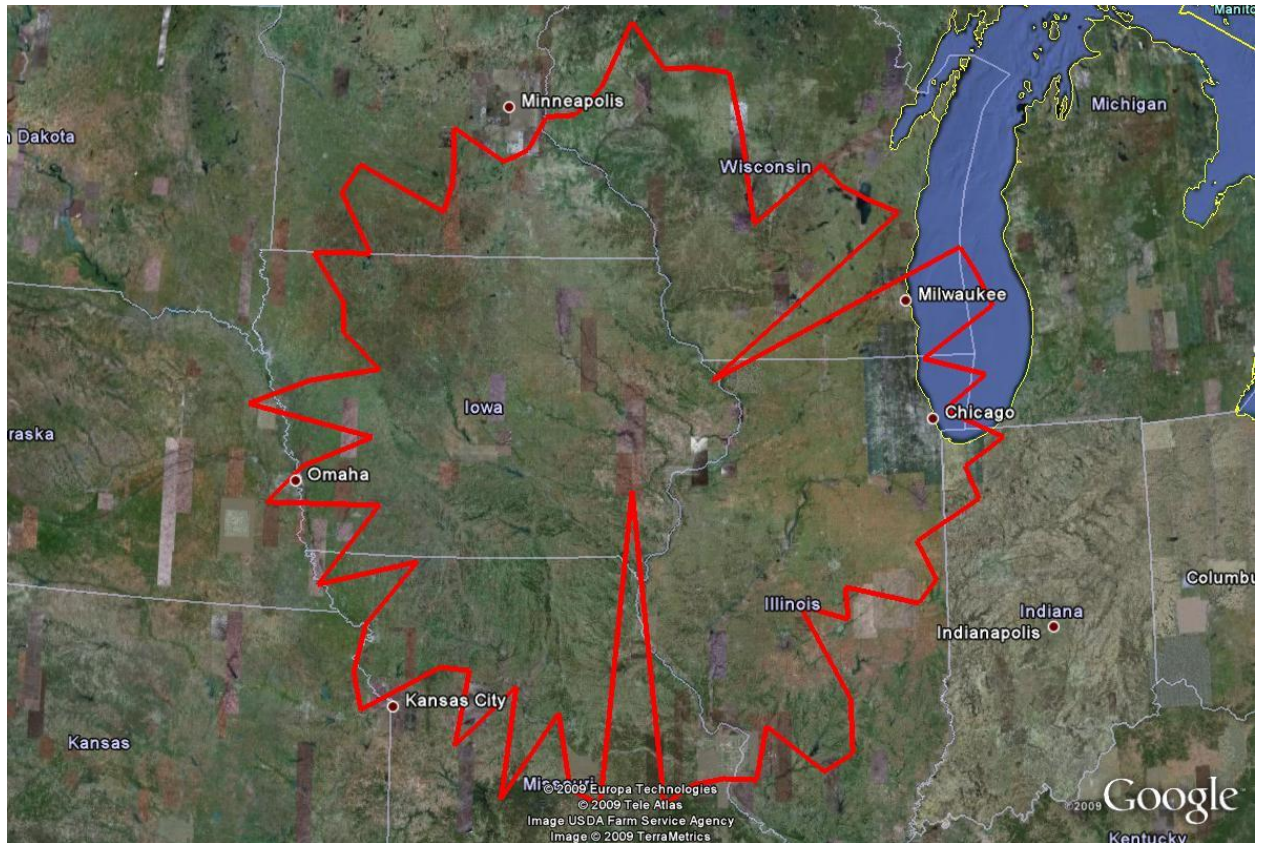 Manito
Minneapolis
Michigan
n Dakota
Wisconsin
Milwaukee
Iowa
Chicago
raska
Omaha
Columbu
Illinois
Indiana
Indianapolis
Kansas City
Kansas
Missouri
© 2009 Europa Technologies
© 2009 Tele Atlas
Image USDA Farm Service Agency
Image © 2009 TerraMetrics
©2009 Google
Kentucky